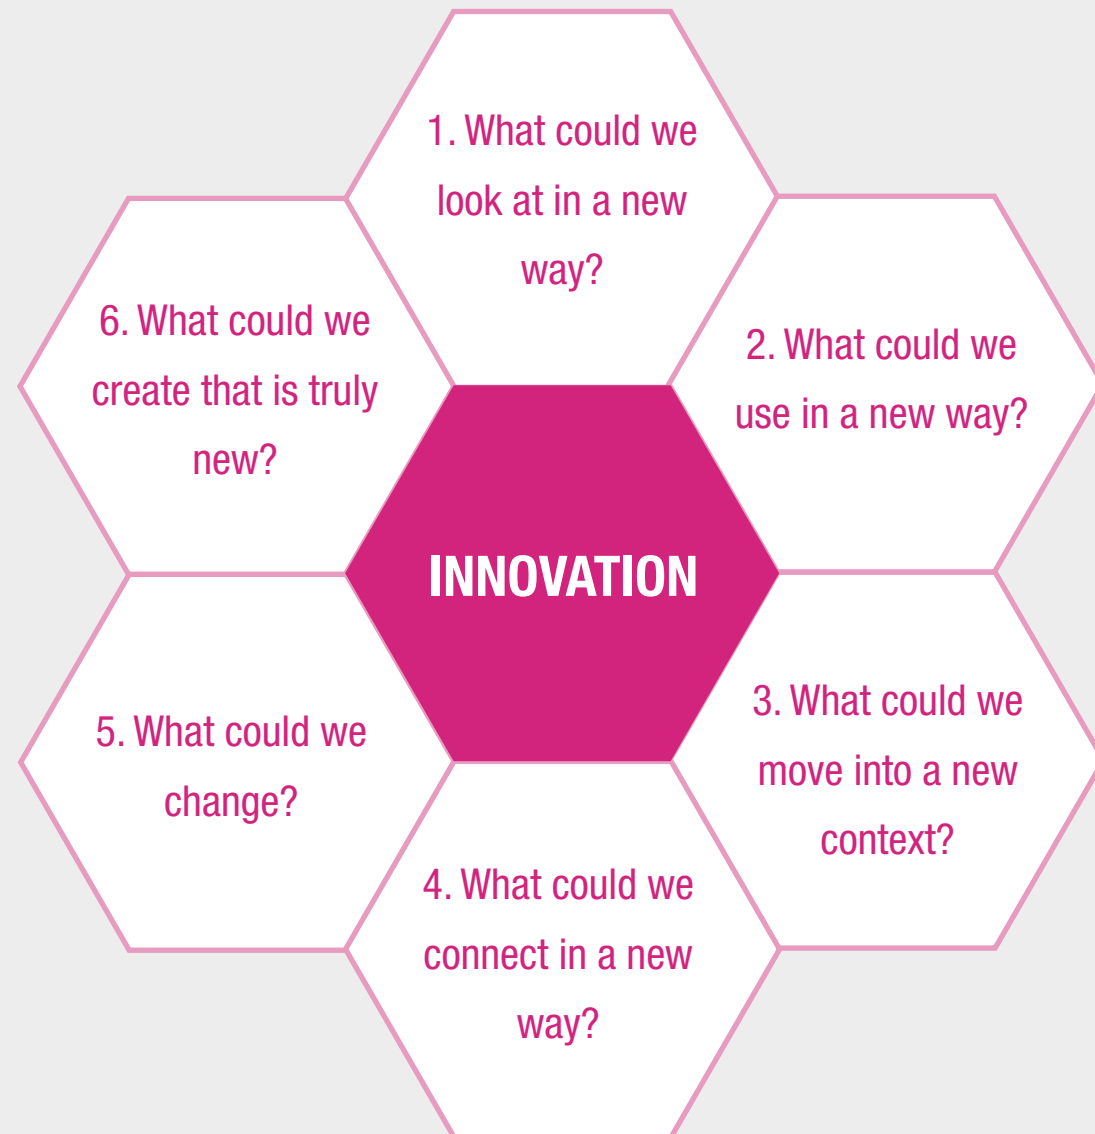 1. What could we
look at in a new
way?
2. What could we
use in a new way?
3. What could we
move into a new
context?
4. What could we
connect in a new
way?
5. What could we
change?
6. What could we
create that is truly
new?
INNOVATION